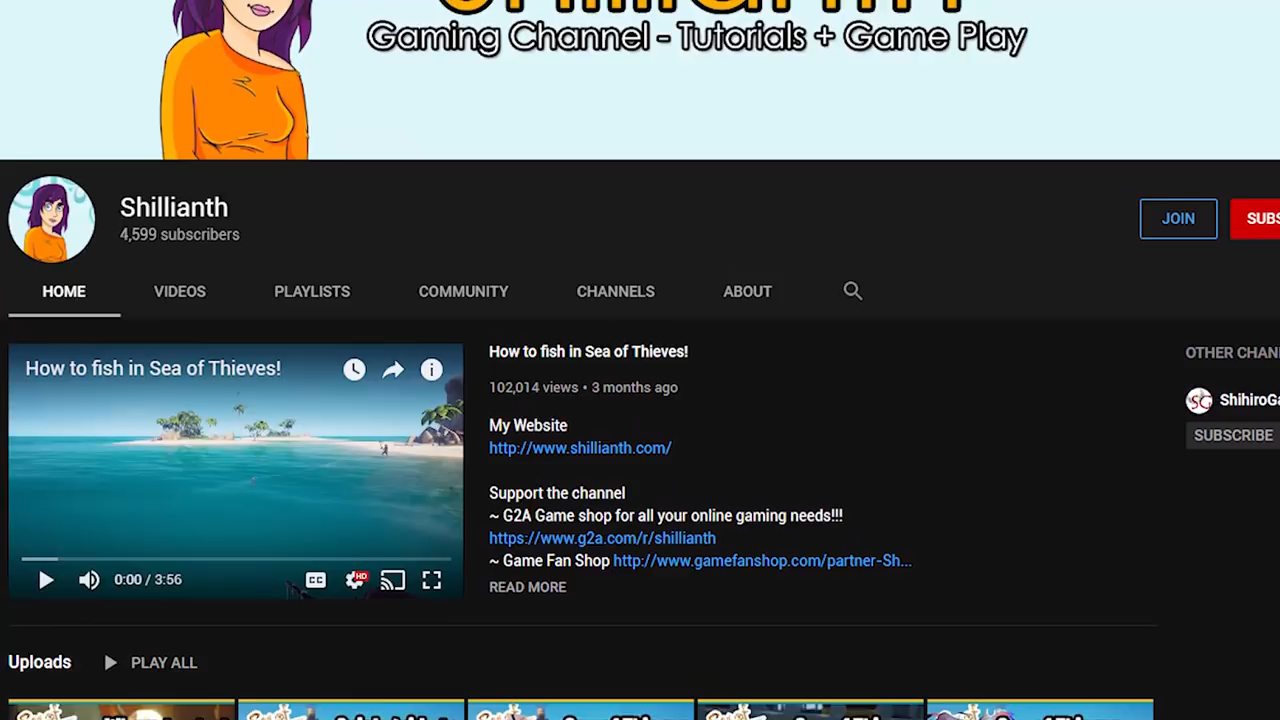 Gaming Channel - Tutorials + Game Play
Shillianth
4,599 subscribers
JOIN
HOME
VIDEOS
PLAYLISTS
COMMUNITY
CHANNELS
ABOUT
How to fish in Sea of Thieves!
0:00 / 3:56
CC
HD
How to fish in Sea of Thieves!
102,014 views • 3 months ago
My Website
http://www.shillianth.com/
Support the channel
~ G2A Game shop for all your online gaming needs!!!
https://www.g2a.com/r/shillianth
~ Game Fan Shop http://www.gamefanshop.com/partner-Sh...
READ MORE
OTHER CHAN
SG
ShihiroGa
SUBSCRIBE
Uploads
PLAY ALL